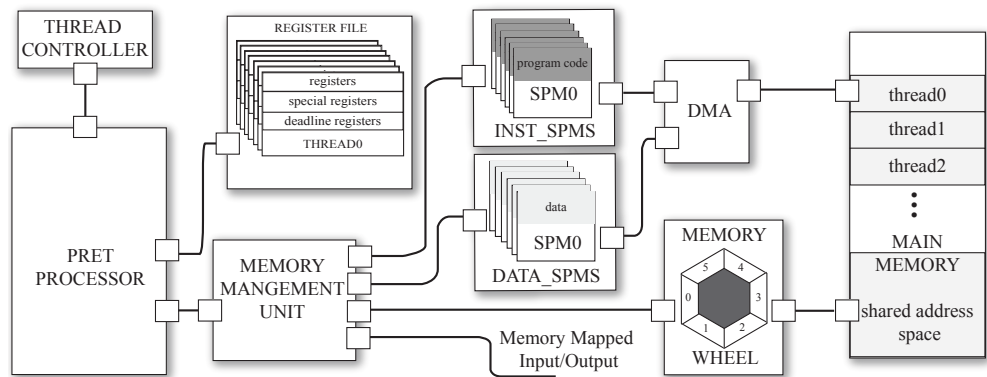 THREAD
CONTROLLER
PRET
PROCESSOR
REGISTER FILE
registers
special registers
deadline registers
THREAD0
MEMORY
MANGEMENT
UNIT
program code
SPM0
INST_SPMS
data
SPM0
DATA_SPMS
Memory Mapped
Input/Output
DMA
MEMORY
5 4
0 3
1 2
WHEEL
thread0
thread1
thread2
MAIN
MEMORY
shared address
space